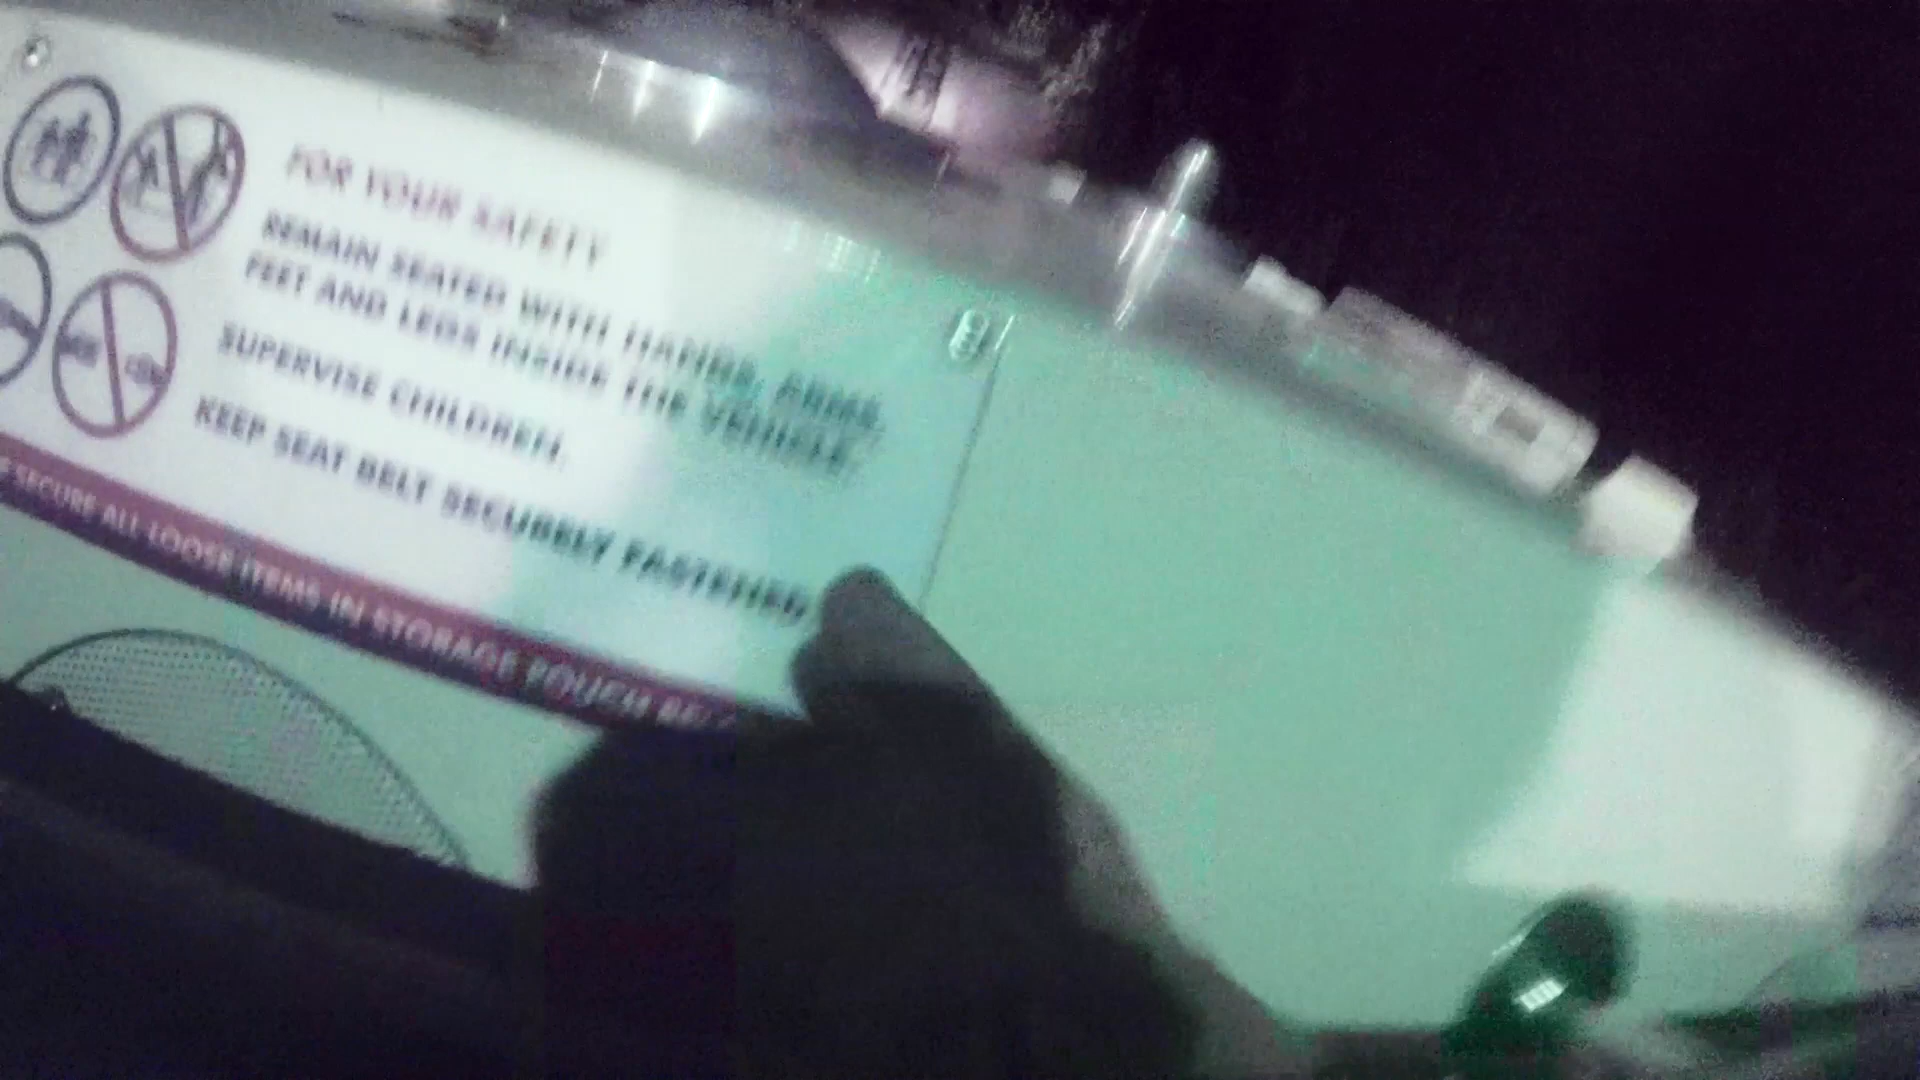 FOR YOUR SAFETY
REMAIN SEATED WITH HANDS, ARMS,
FEET AND LEGS INSIDE THE VEHICLE.
SUPERVISE CHILDREN.
KEEP SEAT BELT SECURELY FASTENED
SECURE ALL LOOSE ITEMS IN STORAGE POUCH